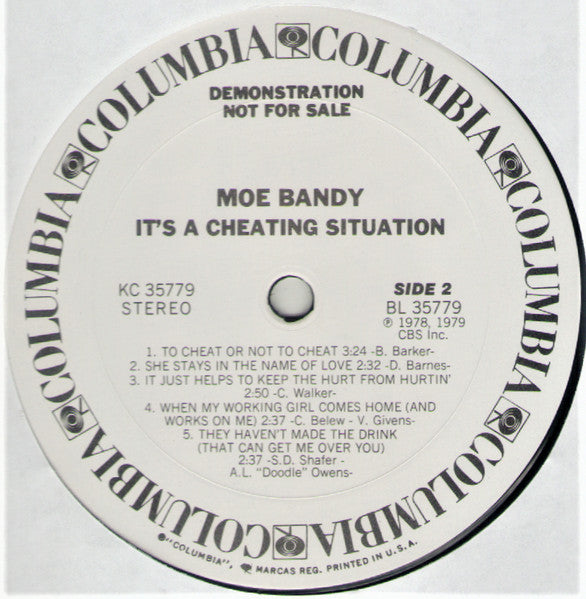 COLUMBIA COLUMBIA COLUMBIA COLUMBIA COLUMBIA COLUMBIA
DEMONSTRATION
NOT FOR SALE
MOE BANDY
IT'S A CHEATING SITUATION
KC 35779
STEREO
SIDE 2
BL 35779
℗ 1978, 1979
CBS Inc.
1. TO CHEAT OR NOT TO CHEAT 3:24 -B. Barker-
2. SHE STAYS IN THE NAME OF LOVE 2:32 -D. Barnes-
3. IT JUST HELPS TO KEEP THE HURT FROM HURTIN'
2:50 -C. Walker-
4. WHEN MY WORKING GIRL COMES HOME (AND
WORKS ON ME) 2:37 -C. Belew - V. Givens-
5. THEY HAVEN'T MADE THE DRINK
(THAT CAN GET ME OVER YOU)
2:37 -S.D. Shafer -
A.L. "Doodle" Owens-
"COLUMBIA", MARCAS REG. PRINTED IN U.S.A.